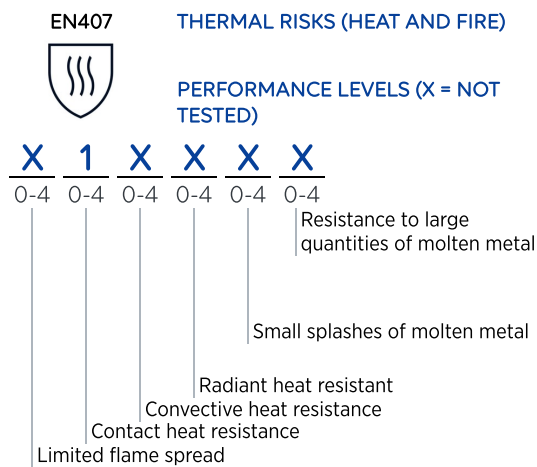 EN407
THERMAL RISKS (HEAT AND FIRE)
PERFORMANCE LEVELS (X = NOT
TESTED)
X 1 X X X X
0-4 0-4 0-4 0-4 0-4 0-4
Resistance to large
quantities of molten metal
Small splashes of molten metal
Radiant heat resistant
Convective heat resistance
Contact heat resistance
Limited flame spread